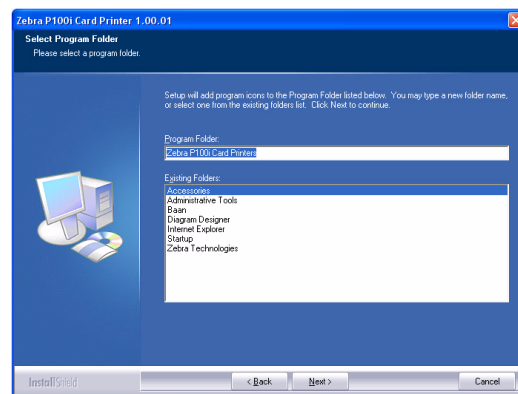 Zebra P100i Card Printer 1.00.01
Select Program Folder
Please select a program folder.
Setup will add program icons to the Program Folder listed below. You may type a new folder name,
or select one from the existing folders list. Click Next to continue.
Program Folder:
Zebra P100i Card Printers
Existing Folders:
Accessories
Administrative Tools
Baan
Diagram Designer
Internet Explorer
Startup
Zebra Technologies
InstallShield
< Back
Next >
Cancel